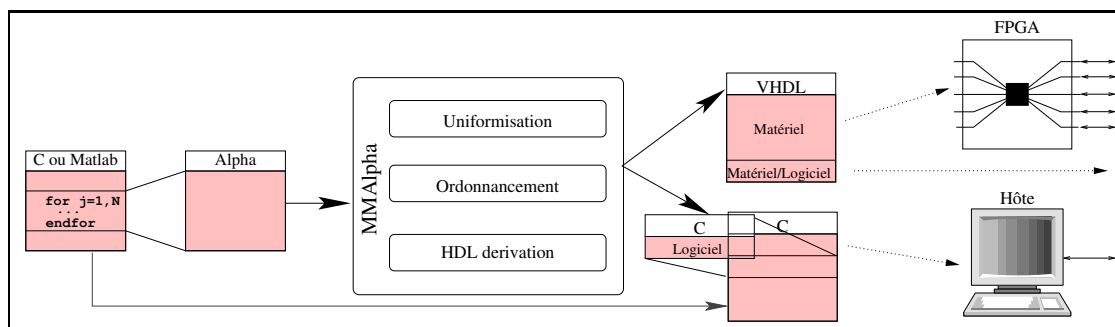 FPGA
VHDL
Matériel
Matériel/Logiciel
C ou Matlab
for j=1,N
...
endfor
Alpha
MMAlpha
Uniformisation
Ordonnancement
HDL derivation
C
Logiciel
C
Hôte